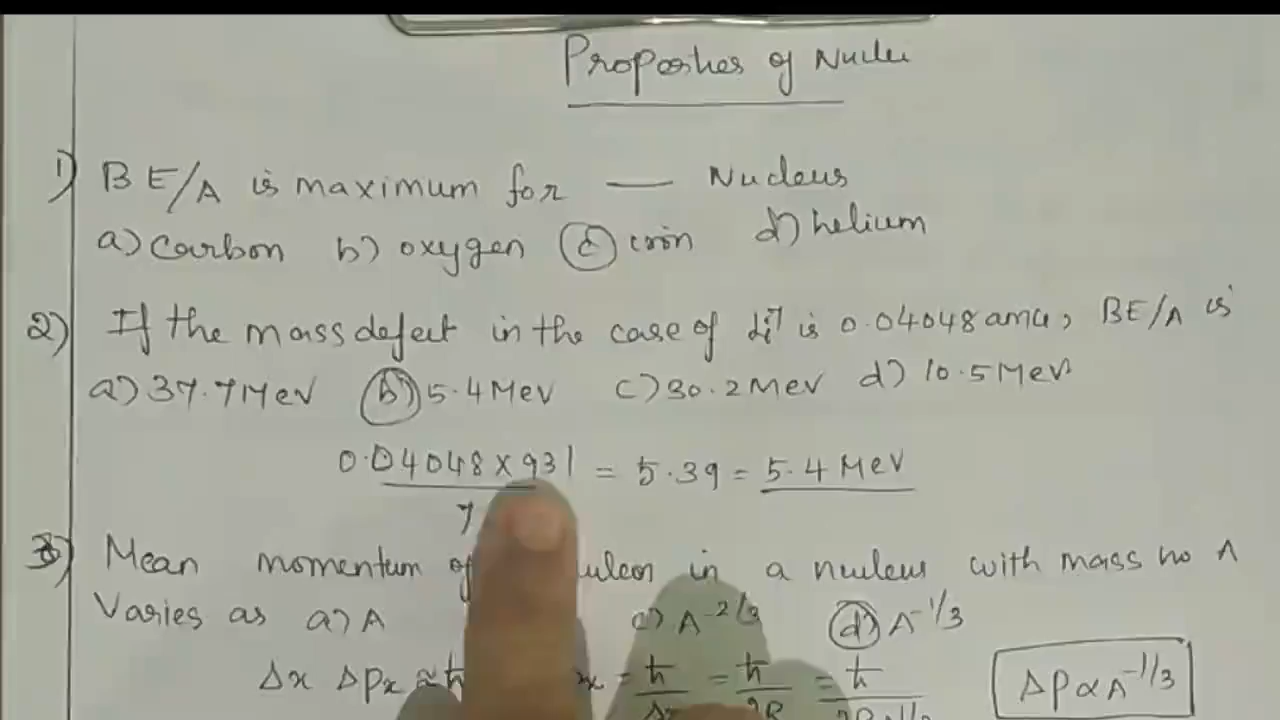 Properties of Nuclei
1) BE/A is maximum for — Nucleus
a) Carbon b) oxygen c) iron d) helium
2) If the mass defect in the case of Li⁷ is 0.04048 amu, BE/A is
a) 37.7 MeV b) 5.4 MeV c) 30.2 MeV d) 10.5 MeV
0.04048 × 931 = 5.39 = 5.4 MeV
7
3) Mean momentum of in a nucleus with mass no A
Varies as a) A c) A^-2/3 d) A^-1/3
Δx Δpx ≈ ħ = ħ = ħ = ħ
Δp ∝ A^-1/3